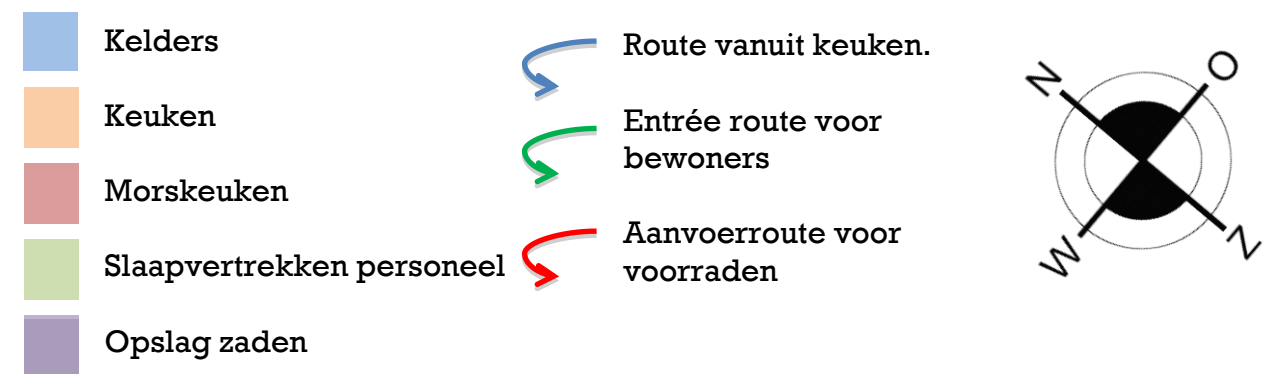 Kelders
Keuken
Morskeuken
Slaapvertrekken personeel
Opslag zaden
Route vanuit keuken.
Entrée route voor
bewoners
Aanvoerroute voor
voorraden
N
O
W
Z